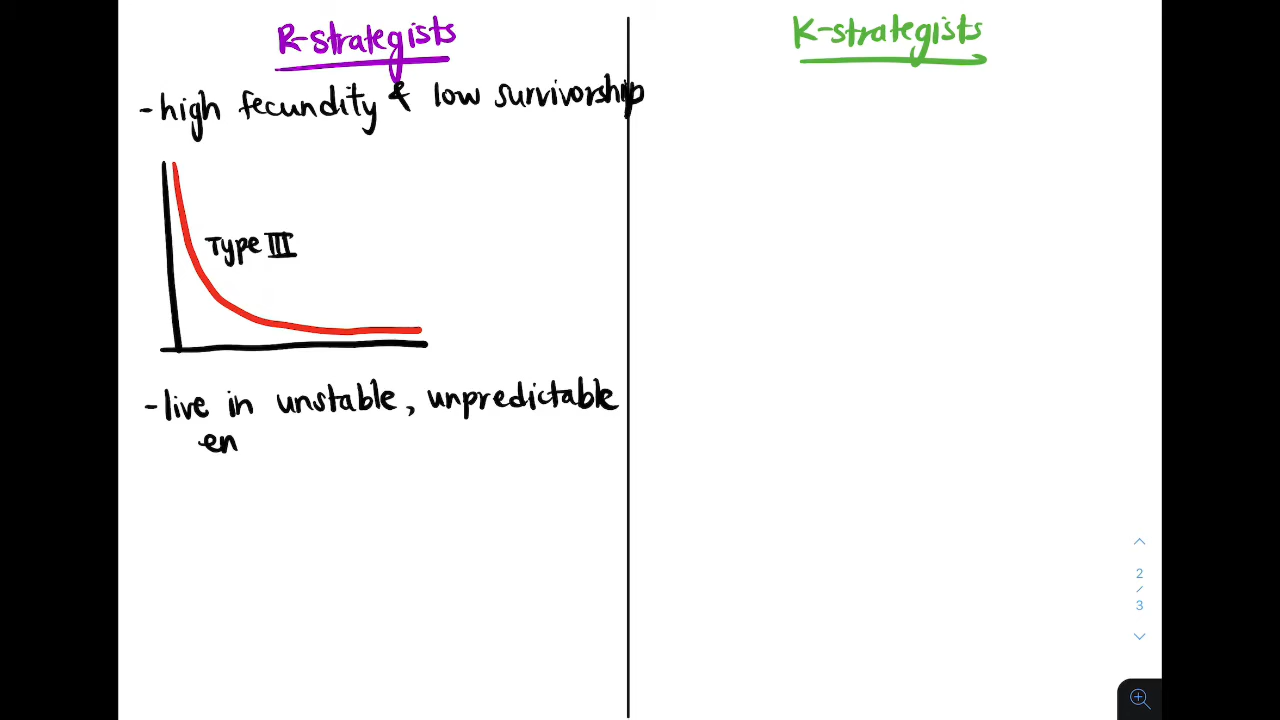 R-strategists
K-strategists
- high fecundity & low survivorship
Type III
- live in unstable, unpredictable
en
2
/
3